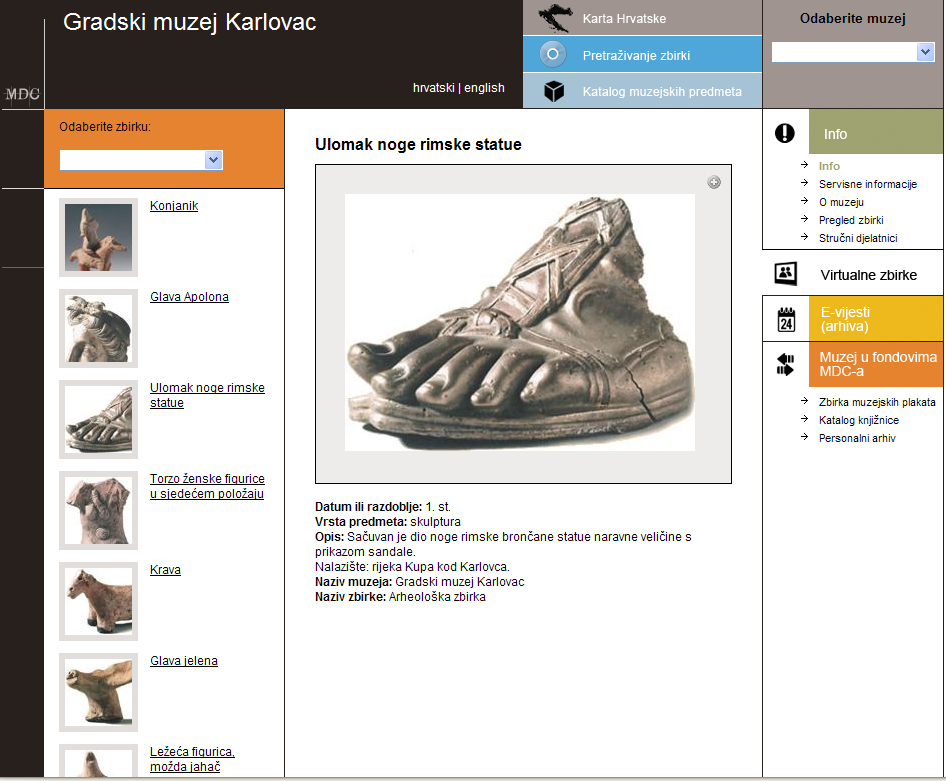 Gradski muzej Karlovac
MDC
hrvatski | english
Karta Hrvatske
Pretraživanje zbirki
Katalog muzejskih predmeta
Odaberite muzej
Odaberite zbirku:
Konjanik
Glava Apolona
Ulomak noge rimske
statue
Torzo ženske figurice
u sjedećem položaju
Krava
Glava jelena
Ležeća figurica,
možda jahač
Ulomak noge rimske statue
Datum ili razdoblje: 1. st.
Vrsta predmeta: skulptura
Opis: Sačuvan je dio noge rimske brončane statue naravne veličine s
prikazom sandale.
Nalazište: rijeka Kupa kod Karlovca.
Naziv muzeja: Gradski muzej Karlovac
Naziv zbirke: Arheološka zbirka
Info
Info
Servisne informacije
O muzeju
Pregled zbirki
Stručni djelatnici
Virtualne zbirke
24
E-vijesti
(arhiva)
Muzej u fondovima
MDC-a
Zbirka muzejskih plakata
Katalog knjižnice
Personalni arhiv